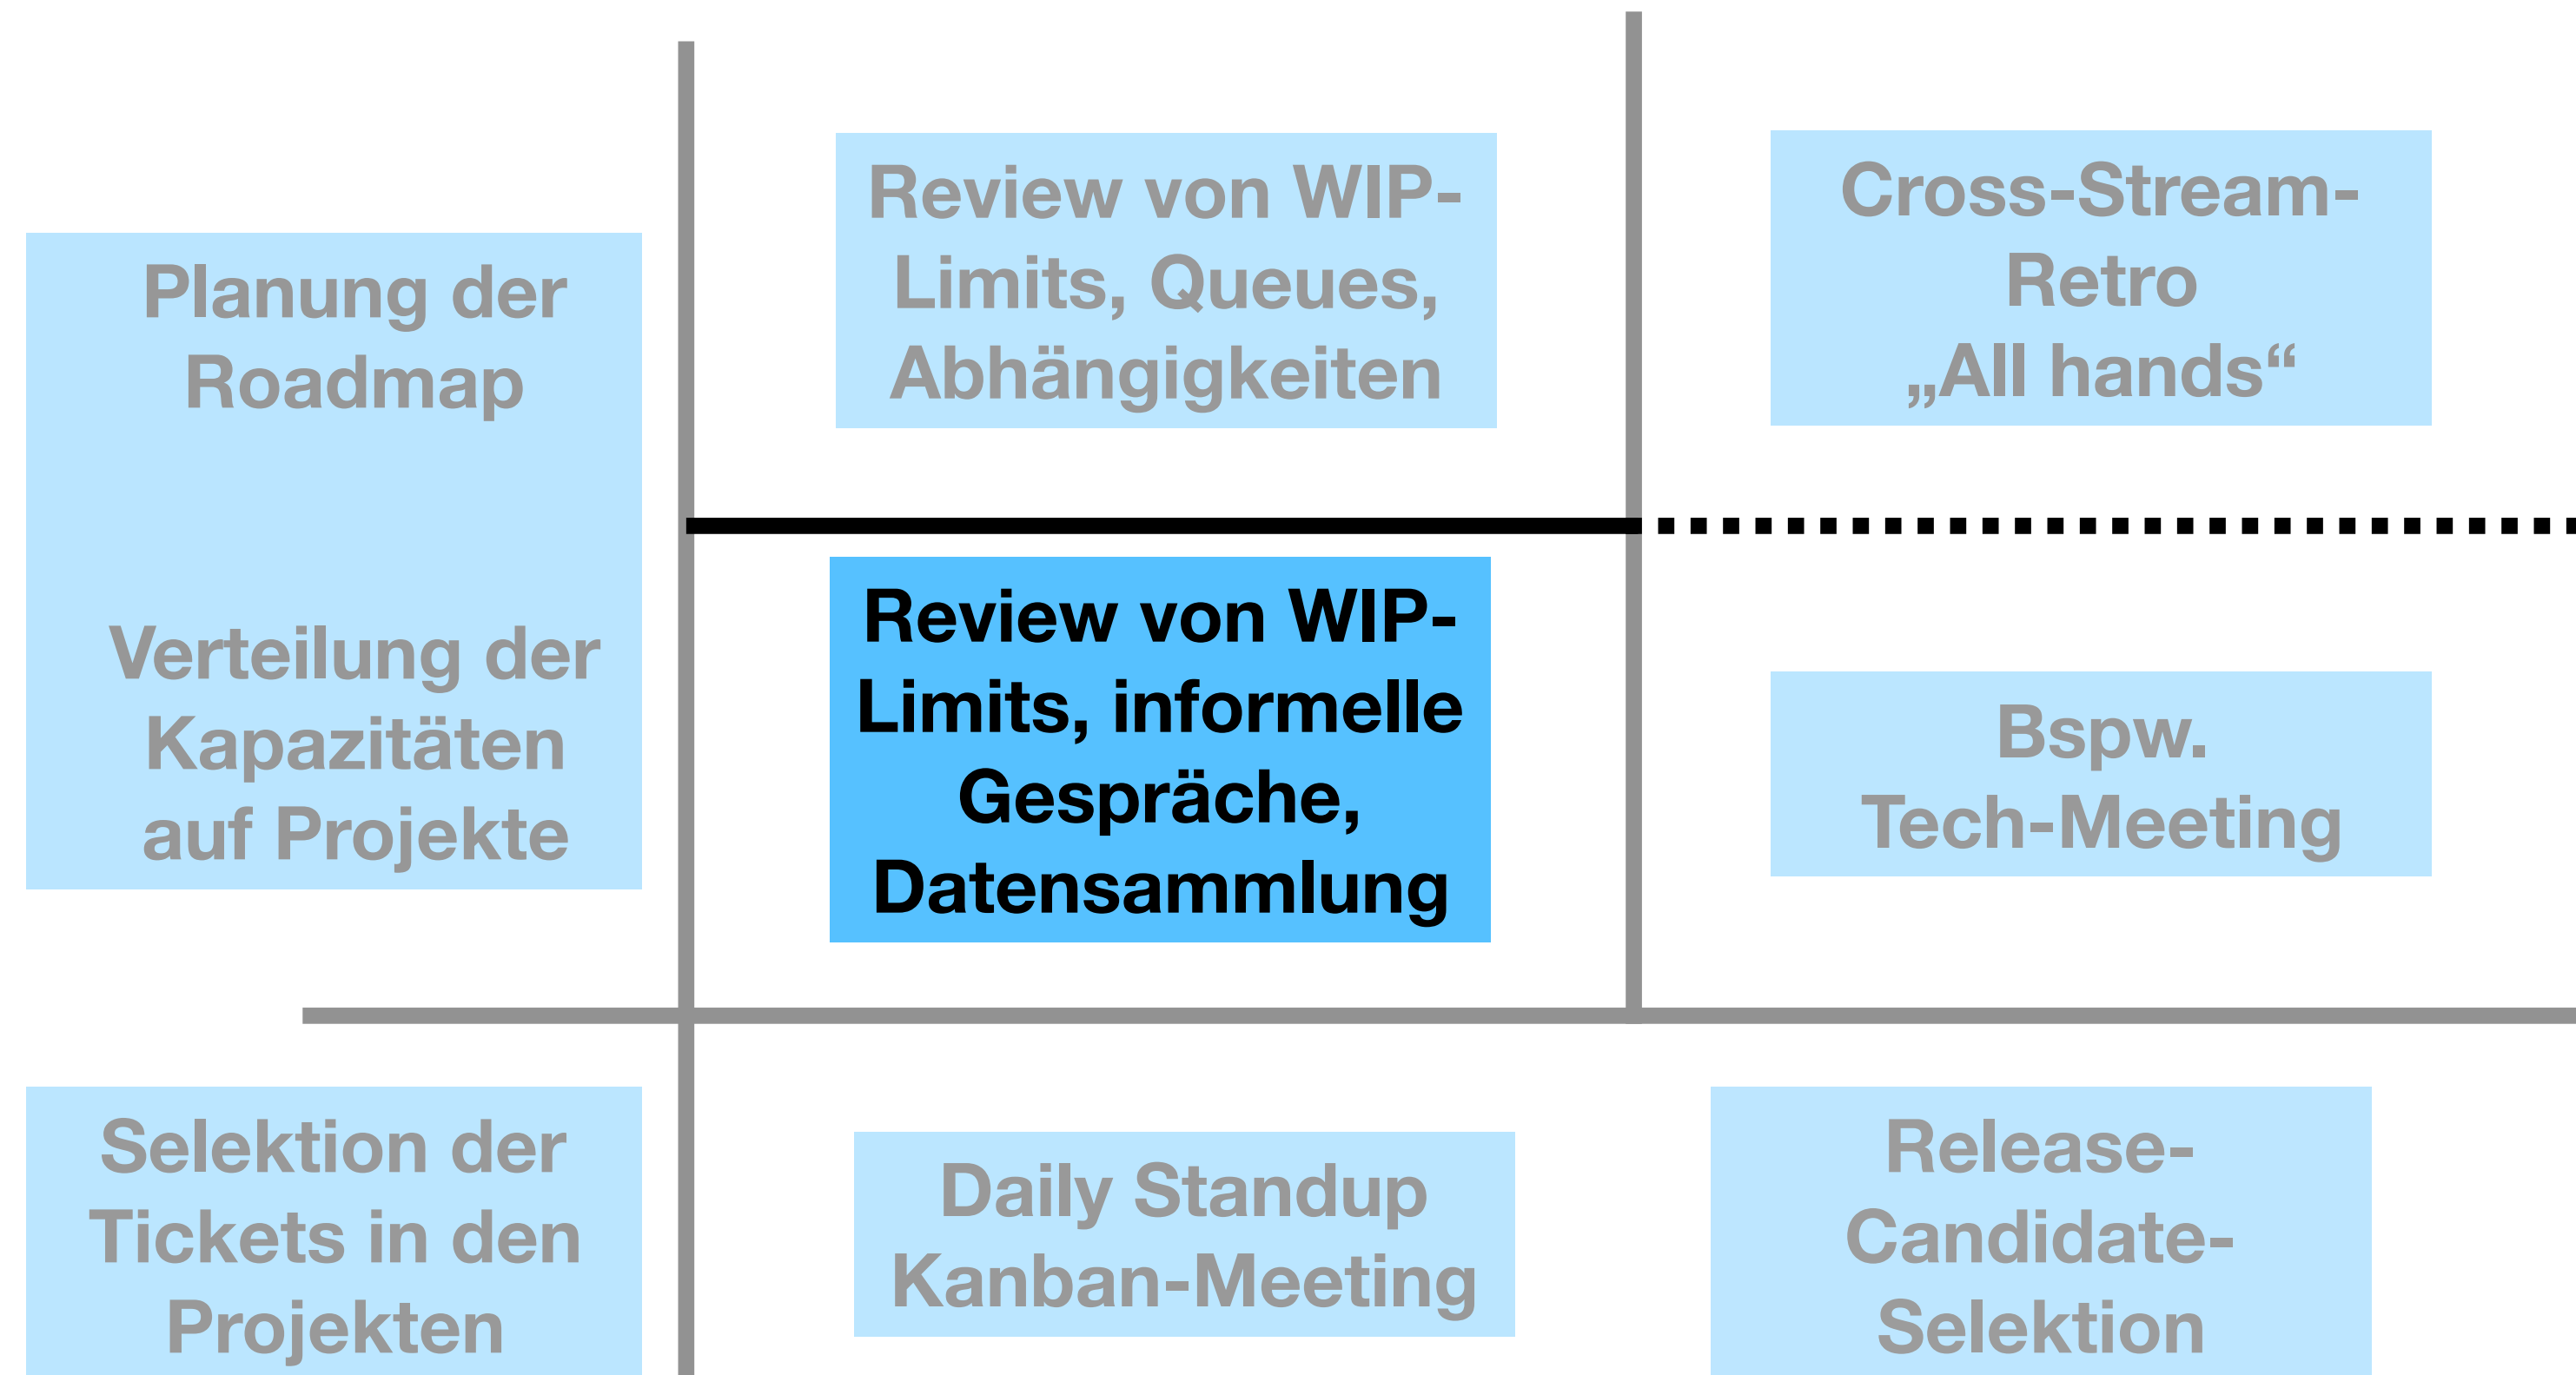 Planung der
Roadmap
Verteilung der
Kapazitäten
auf Projekte
Review von WIP-
Limits, Queues,
Abhängigkeiten
Cross-Stream-
Retro
„All hands“
Review von WIP-
Limits, informelle
Gespräche,
Datensammlung
Bspw.
Tech-Meeting
Selektion der
Tickets in den
Projekten
Daily Standup
Kanban-Meeting
Release-
Candidate-
Selektion